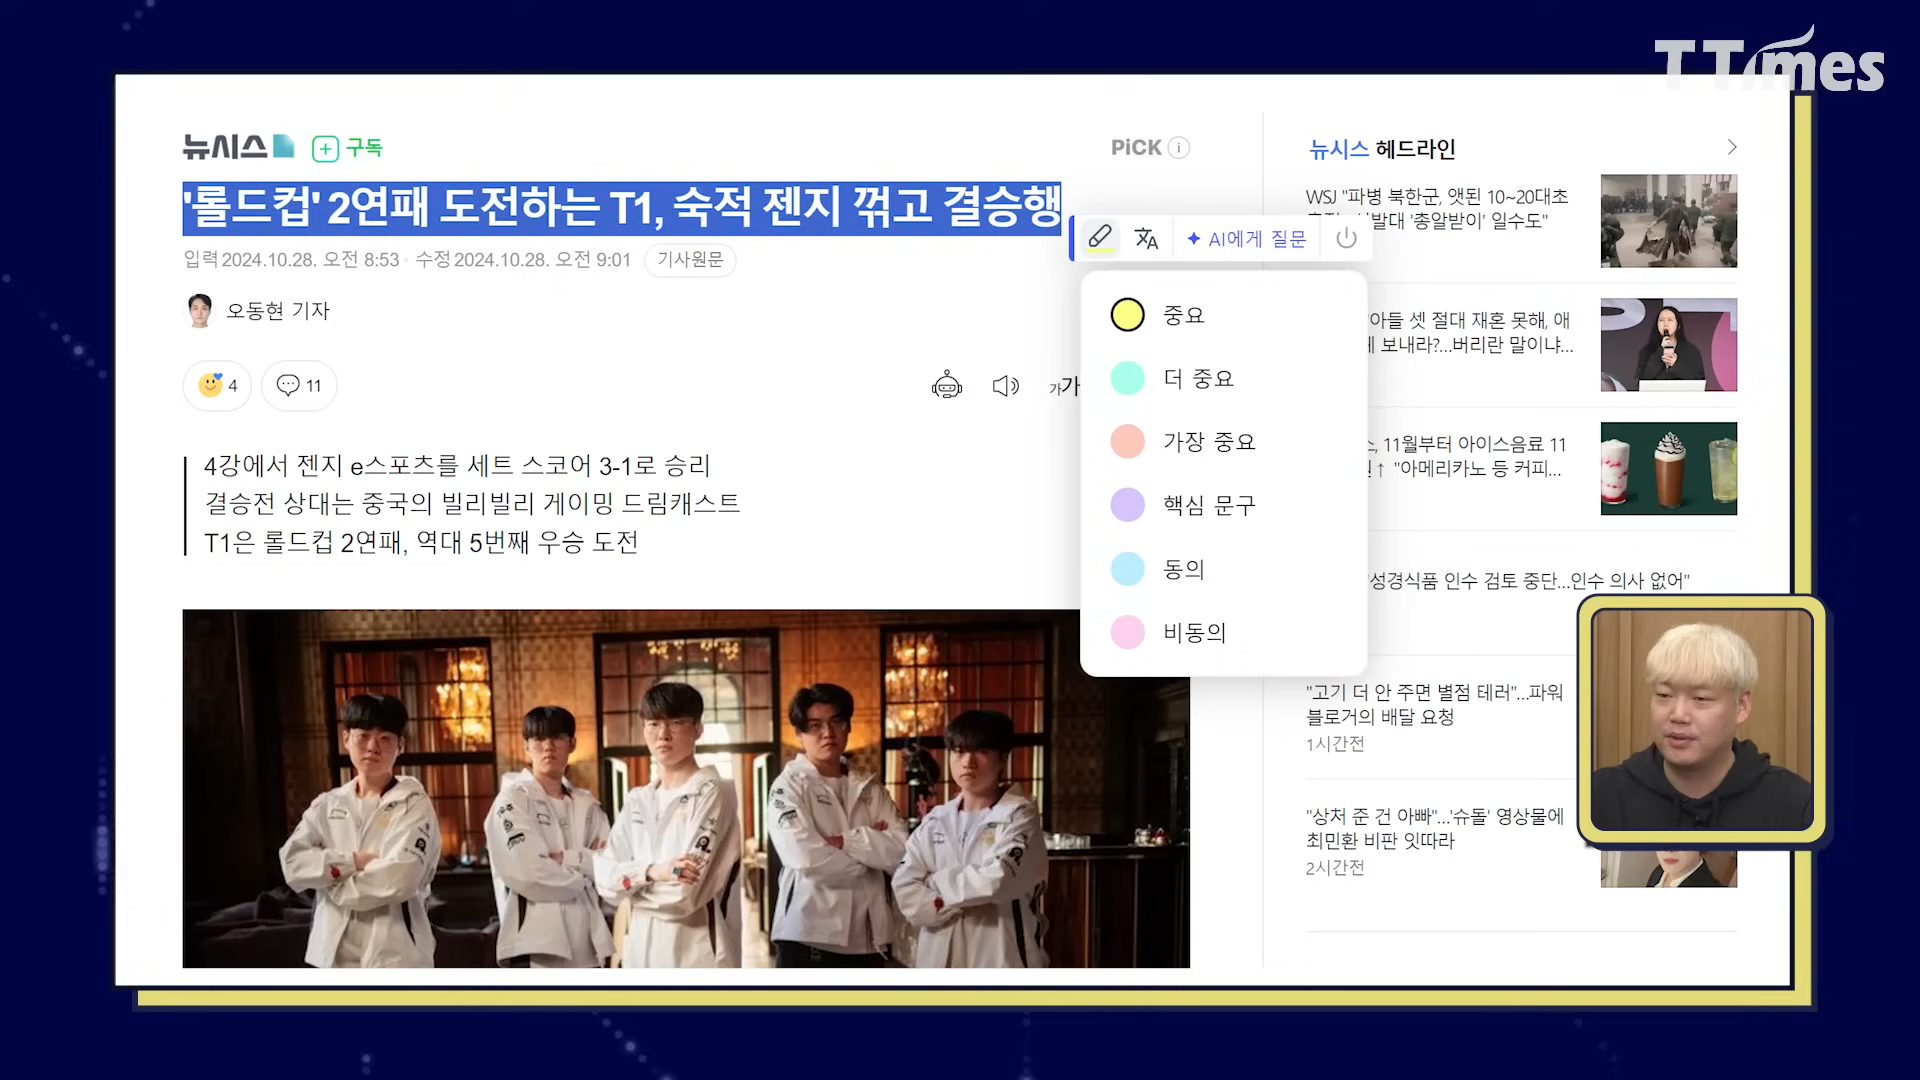 TTimes
뉴시스
구독
PiCK
'롤드컵' 2연패 도전하는 T1, 숙적 젠지 꺾고 결승행
입력 2024.10.28. 오전 8:53
수정 2024.10.28. 오전 9:01
기사원문
오동현 기자
4
11
가가
4강에서 젠지 e스포츠를 세트 스코어 3-1로 승리
결승전 상대는 중국의 빌리빌리 게이밍 드림캐스트
T1은 롤드컵 2연패, 역대 5번째 우승 도전
AI에게 질문
중요
더 중요
가장 중요
핵심 문구
동의
비동의
뉴시스 헤드라인
WSJ "파병 북한군, 앳된 10~20대초
'총알받이' 일수도"
아들 셋 절대 재혼 못해, 애
보내라?...버리란 말이냐...
, 11월부터 아이스음료 11
↑ "아메리카노 등 커피...
성경식품 인수 검토 중단...인수 의사 없어"
"고기 더 안 주면 별점 테러"...파워
블로거의 배달 요청
1시간전
"상처 준 건 아빠"...'슈돌' 영상물에
최민환 비판 잇따라
2시간전